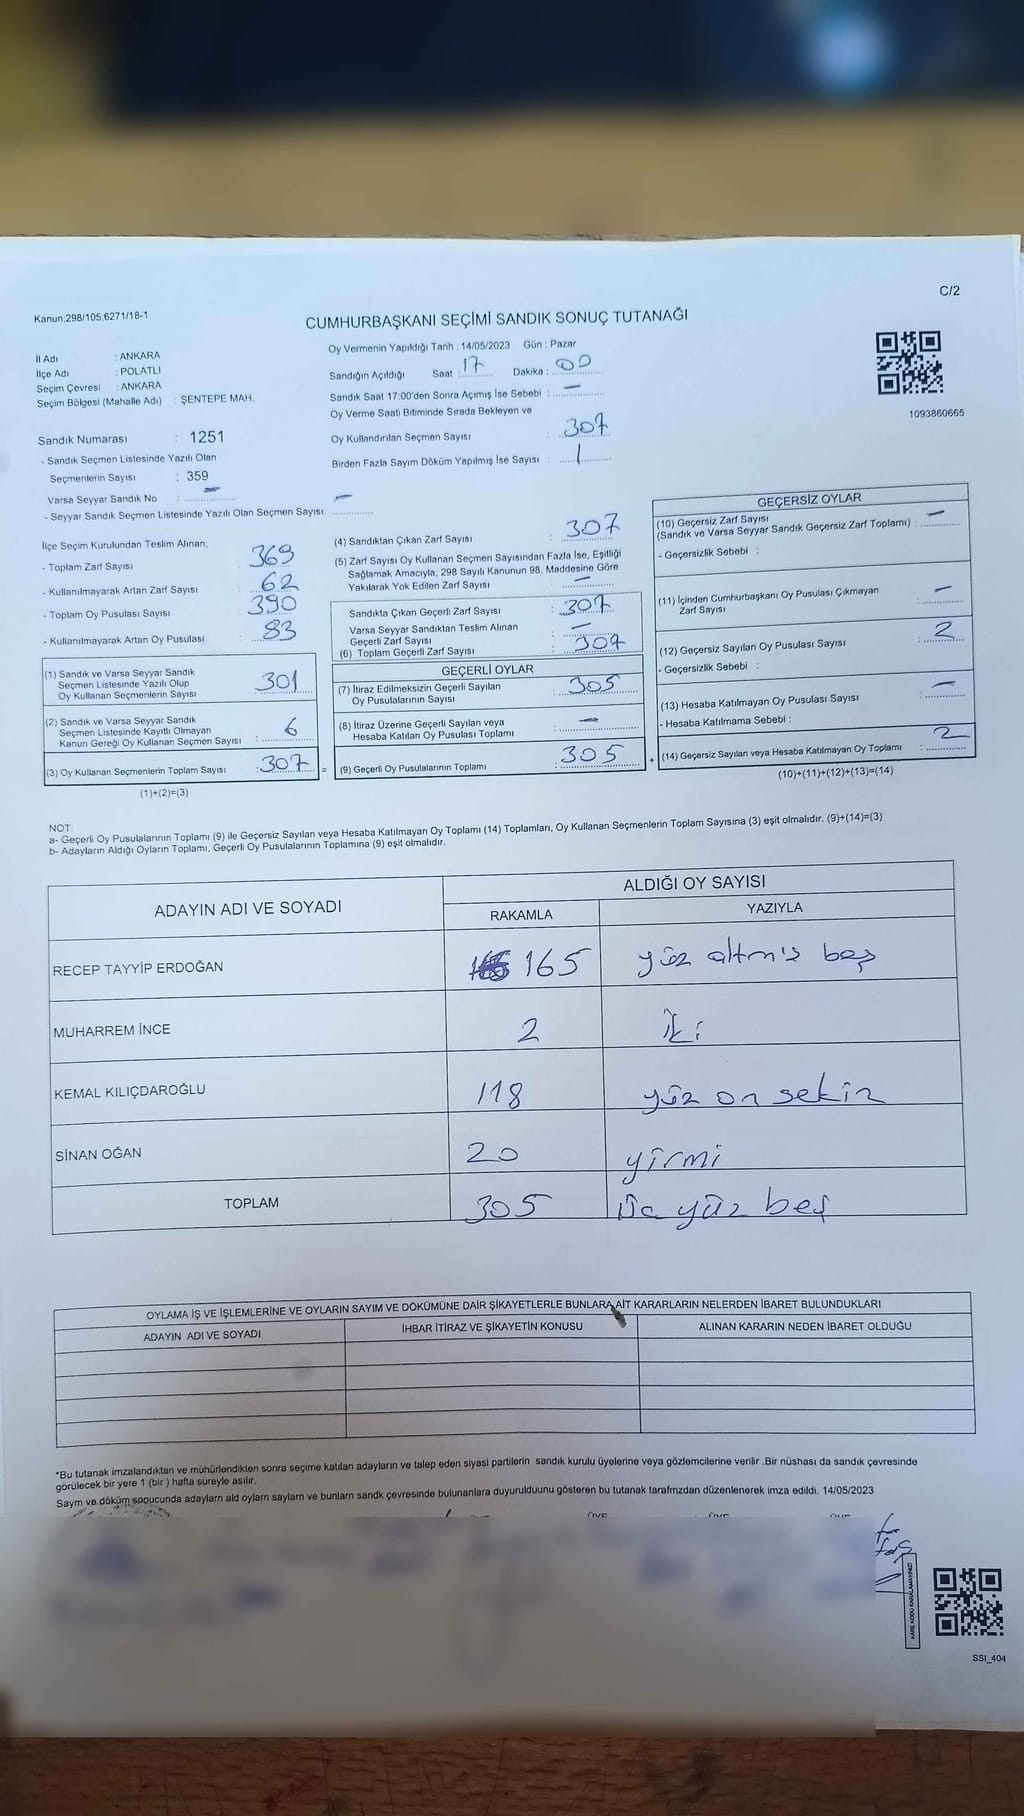 C/2
Kanun:298/105;6271/18-1
CUMHURBAŞKANI SEÇİMİ SANDIK SONUÇ TUTANAĞI
Oy Vermenin Yapıldığı Tarih : 14/05/2023 Gün : Pazar
İl Adı : ANKARA
İlçe Adı : POLATLI
Seçim Çevresi : ANKARA
Seçim Bölgesi (Mahalle Adı) : ŞENTEPE MAH.
Sandığın Açıldığı Saat : 17 Dakika : 00
Sandık Saat 17:00'den Sonra Açımış İse Sebebi : —
Oy Verme Saati Bitiminde Sırada Bekleyen ve
Oy Kullandırılan Seçmen Sayısı : 307
Birden Fazla Sayım Döküm Yapılmış İse Sayısı : 1
1093860665
Sandık Numarası : 1251
- Sandık Seçmen Listesinde Yazılı Olan
Seçmenlerin Sayısı : 359
Varsa Seyyar Sandık No : —
- Seyyar Sandık Seçmen Listesinde Yazılı Olan Seçmen Sayısı: —
İlçe Seçim Kurulundan Teslim Alınan;
- Toplam Zarf Sayısı : 369
- Kullanılmayarak Artan Zarf Sayısı : 62
- Toplam Oy Pusulası Sayısı : 390
- Kullanılmayarak Artan Oy Pusulası : 83
(1) Sandık ve Varsa Seyyar Sandık
Seçmen Listesinde Yazılı Olup
Oy Kullanan Seçmenlerin Sayısı : 301
(2) Sandık ve Varsa Seyyar Sandık
Seçmen Listesinde Kayıtlı Olmayan
Kanun Gereği Oy Kullanan Seçmen Sayısı : 6
(3) Oy Kullanan Seçmenlerin Toplam Sayısı : 307 =
(1)+(2)=(3)
(4) Sandıktan Çıkan Zarf Sayısı : 307
(5) Zarf Sayısı Oy Kullanan Seçmen Sayısından Fazla İse, Eşitliği
Sağlamak Amacıyla, 298 Sayılı Kanunun 98. Maddesine Göre
Yakılarak Yok Edilen Zarf Sayısı : —
Sandıkta Çıkan Geçerli Zarf Sayısı : 307
Varsa Seyyar Sandıktan Teslim Alınan
Geçerli Zarf Sayısı : —
(6) Toplam Geçerli Zarf Sayısı : 307
GEÇERLİ OYLAR
(7) İtiraz Edilmeksizin Geçerli Sayılan
Oy Pusulalarının Sayısı : 305
(8) İtiraz Üzerine Geçerli Sayılan veya
Hesaba Katılan Oy Pusulası Toplamı : —
(9) Geçerli Oy Pusulalarının Toplamı : 305 +
GEÇERSİZ OYLAR
(10) Geçersiz Zarf Sayısı
(Sandık ve Varsa Seyyar Sandık Geçersiz Zarf Toplamı) : —
- Geçersizlik Sebebi :
(11) İçinden Cumhurbaşkanı Oy Pusulası Çıkmayan
Zarf Sayısı : —
(12) Geçersiz Sayılan Oy Pusulası Sayısı : 2
- Geçersizlik Sebebi :
(13) Hesaba Katılmayan Oy Pusulası Sayısı : —
- Hesaba Katılmama Sebebi :
(14) Geçersiz Sayılan veya Hesaba Katılmayan Oy Toplamı : 2
(10)+(11)+(12)+(13)=(14)
NOT:
a- Geçerli Oy Pusulalarının Toplamı (9) ile Geçersiz Sayılan veya Hesaba Katılmayan Oy Toplamı (14) Toplamları, Oy Kullanan Seçmenlerin Toplam Sayısına (3) eşit olmalıdır. (9)+(14)=(3)
b- Adayların Aldığı Oyların Toplamı, Geçerli Oy Pusulalarının Toplamına (9) eşit olmalıdır.
ADAYIN ADI VE SOYADI
ALDIĞI OY SAYISI
RAKAMLA YAZIYLA
RECEP TAYYİP ERDOĞAN 165 yüz altmış beş
MUHARREM İNCE 2 İki
KEMAL KILIÇDAROĞLU 118 yüz on sekiz
SİNAN OĞAN 20 yirmi
TOPLAM 305 Üç yüz beş
OYLAMA İŞ VE İŞLEMLERİNE VE OYLARIN SAYIM VE DÖKÜMÜNE DAİR ŞİKAYETLERLE BUNLARA AİT KARARLARIN NELERDEN İBARET BULUNDUKLARI
ADAYIN ADI VE SOYADI İHBAR İTİRAZ VE ŞİKAYETİN KONUSU ALINAN KARARIN NEDEN İBARET OLDUĞU
*Bu tutanak imzalandıktan ve mühürlendikten sonra seçime katılan adayların ve talep eden siyasi partilerin sandık kurulu üyelerine veya gözlemcilerine verilir .Bir nüshası da sandık çevresinde
görülecek bir yere 1 (bir ) hafta süreyle asılır.
Saym ve döküm sonucunda adaylarn ald oylarn saylarn ve bunlarn sandk çevresinde bulunanlara duyurulduunu gösteren bu tutanak tarafmzdan düzenlenerek imza edildi. 14/05/2023
ÜYE ÜYE ÜYE
KARE KODU KARALAMAYINIZ!
SSI_404